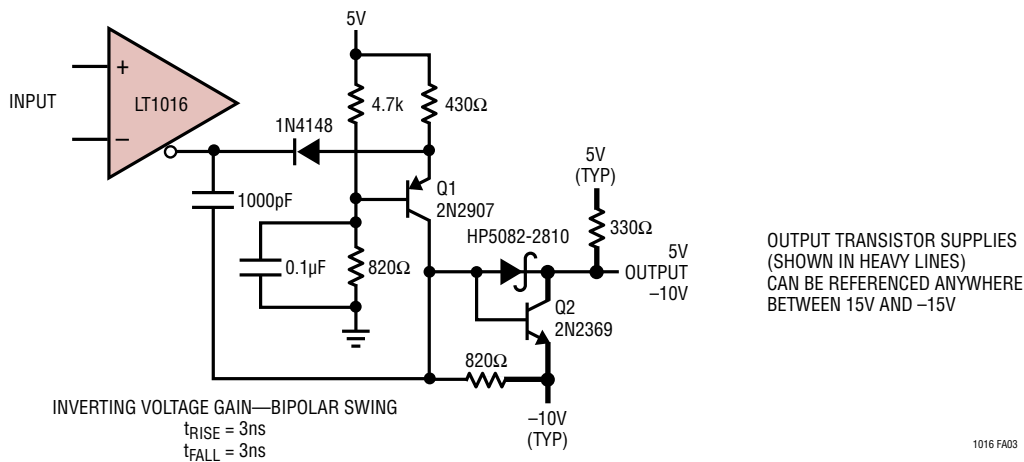 5V
+
INPUT
LT1016
−
4.7k
430Ω
1N4148
1000pF
Q1
2N2907
5V
(TYP)
330Ω
HP5082-2810
0.1µF
820Ω
5V
OUTPUT
–10V
Q2
2N2369
820Ω
–10V
(TYP)
OUTPUT TRANSISTOR SUPPLIES
(SHOWN IN HEAVY LINES)
CAN BE REFERENCED ANYWHERE
BETWEEN 15V AND –15V
INVERTING VOLTAGE GAIN—BIPOLAR SWING
tRISE = 3ns
tFALL = 3ns
1016 FA03